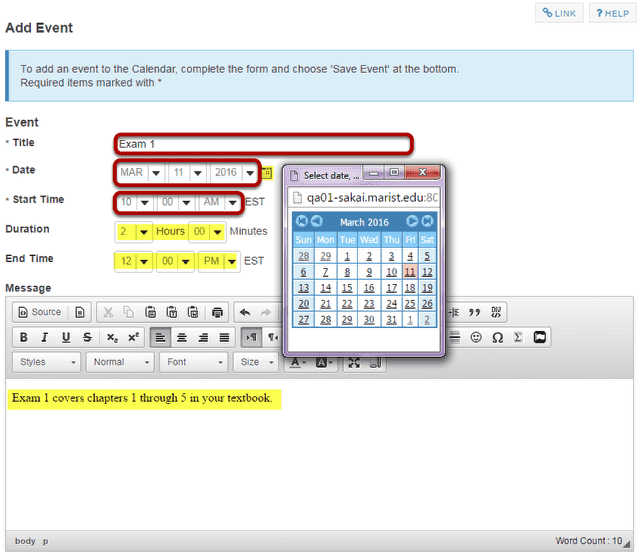 LINK
? HELP
Add Event
To add an event to the Calendar, complete the form and choose 'Save Event' at the bottom.
Required items marked with *
Event
* Title
Exam 1
* Date
MAR 11 2016
* Start Time
10 00 AM EST
Duration
2 Hours 00 Minutes
End Time
12 00 PM EST
Select date, ...
qa01-sakai.marist.edu:80
March 2016
Sun Mon Tue Wed Thu Fri Sat
28 29 1 2 3 4 5
6 7 8 9 10 11 12
13 14 15 16 17 18 19
20 21 22 23 24 25 26
27 28 29 30 31 1 2
Message
Source
DIV
B I U S x₂ x² ¶ ¶ Ω Σ
Styles Normal Font Size A A
Exam 1 covers chapters 1 through 5 in your textbook.
body p
Word Count : 10